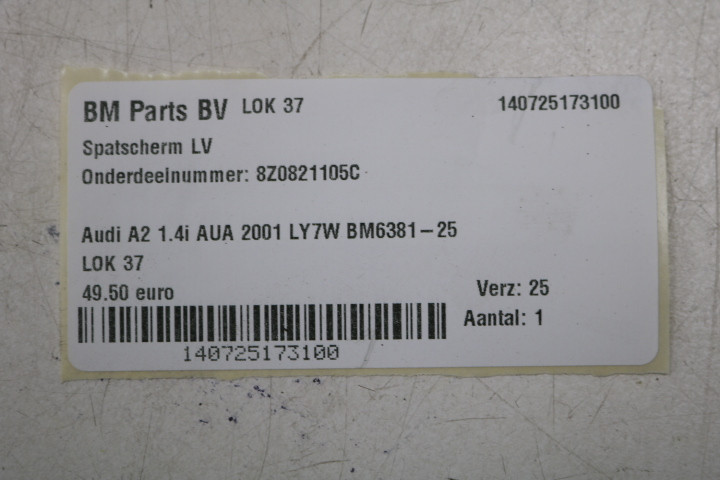 BM Parts BV LOK 37 140725173100
Spatscherm LV
Onderdeelnummer: 8Z0821105C
Audi A2 1.4i AUA 2001 LY7W BM6381-25
LOK 37
49.50 euro Verz: 25
Aantal: 1
140725173100